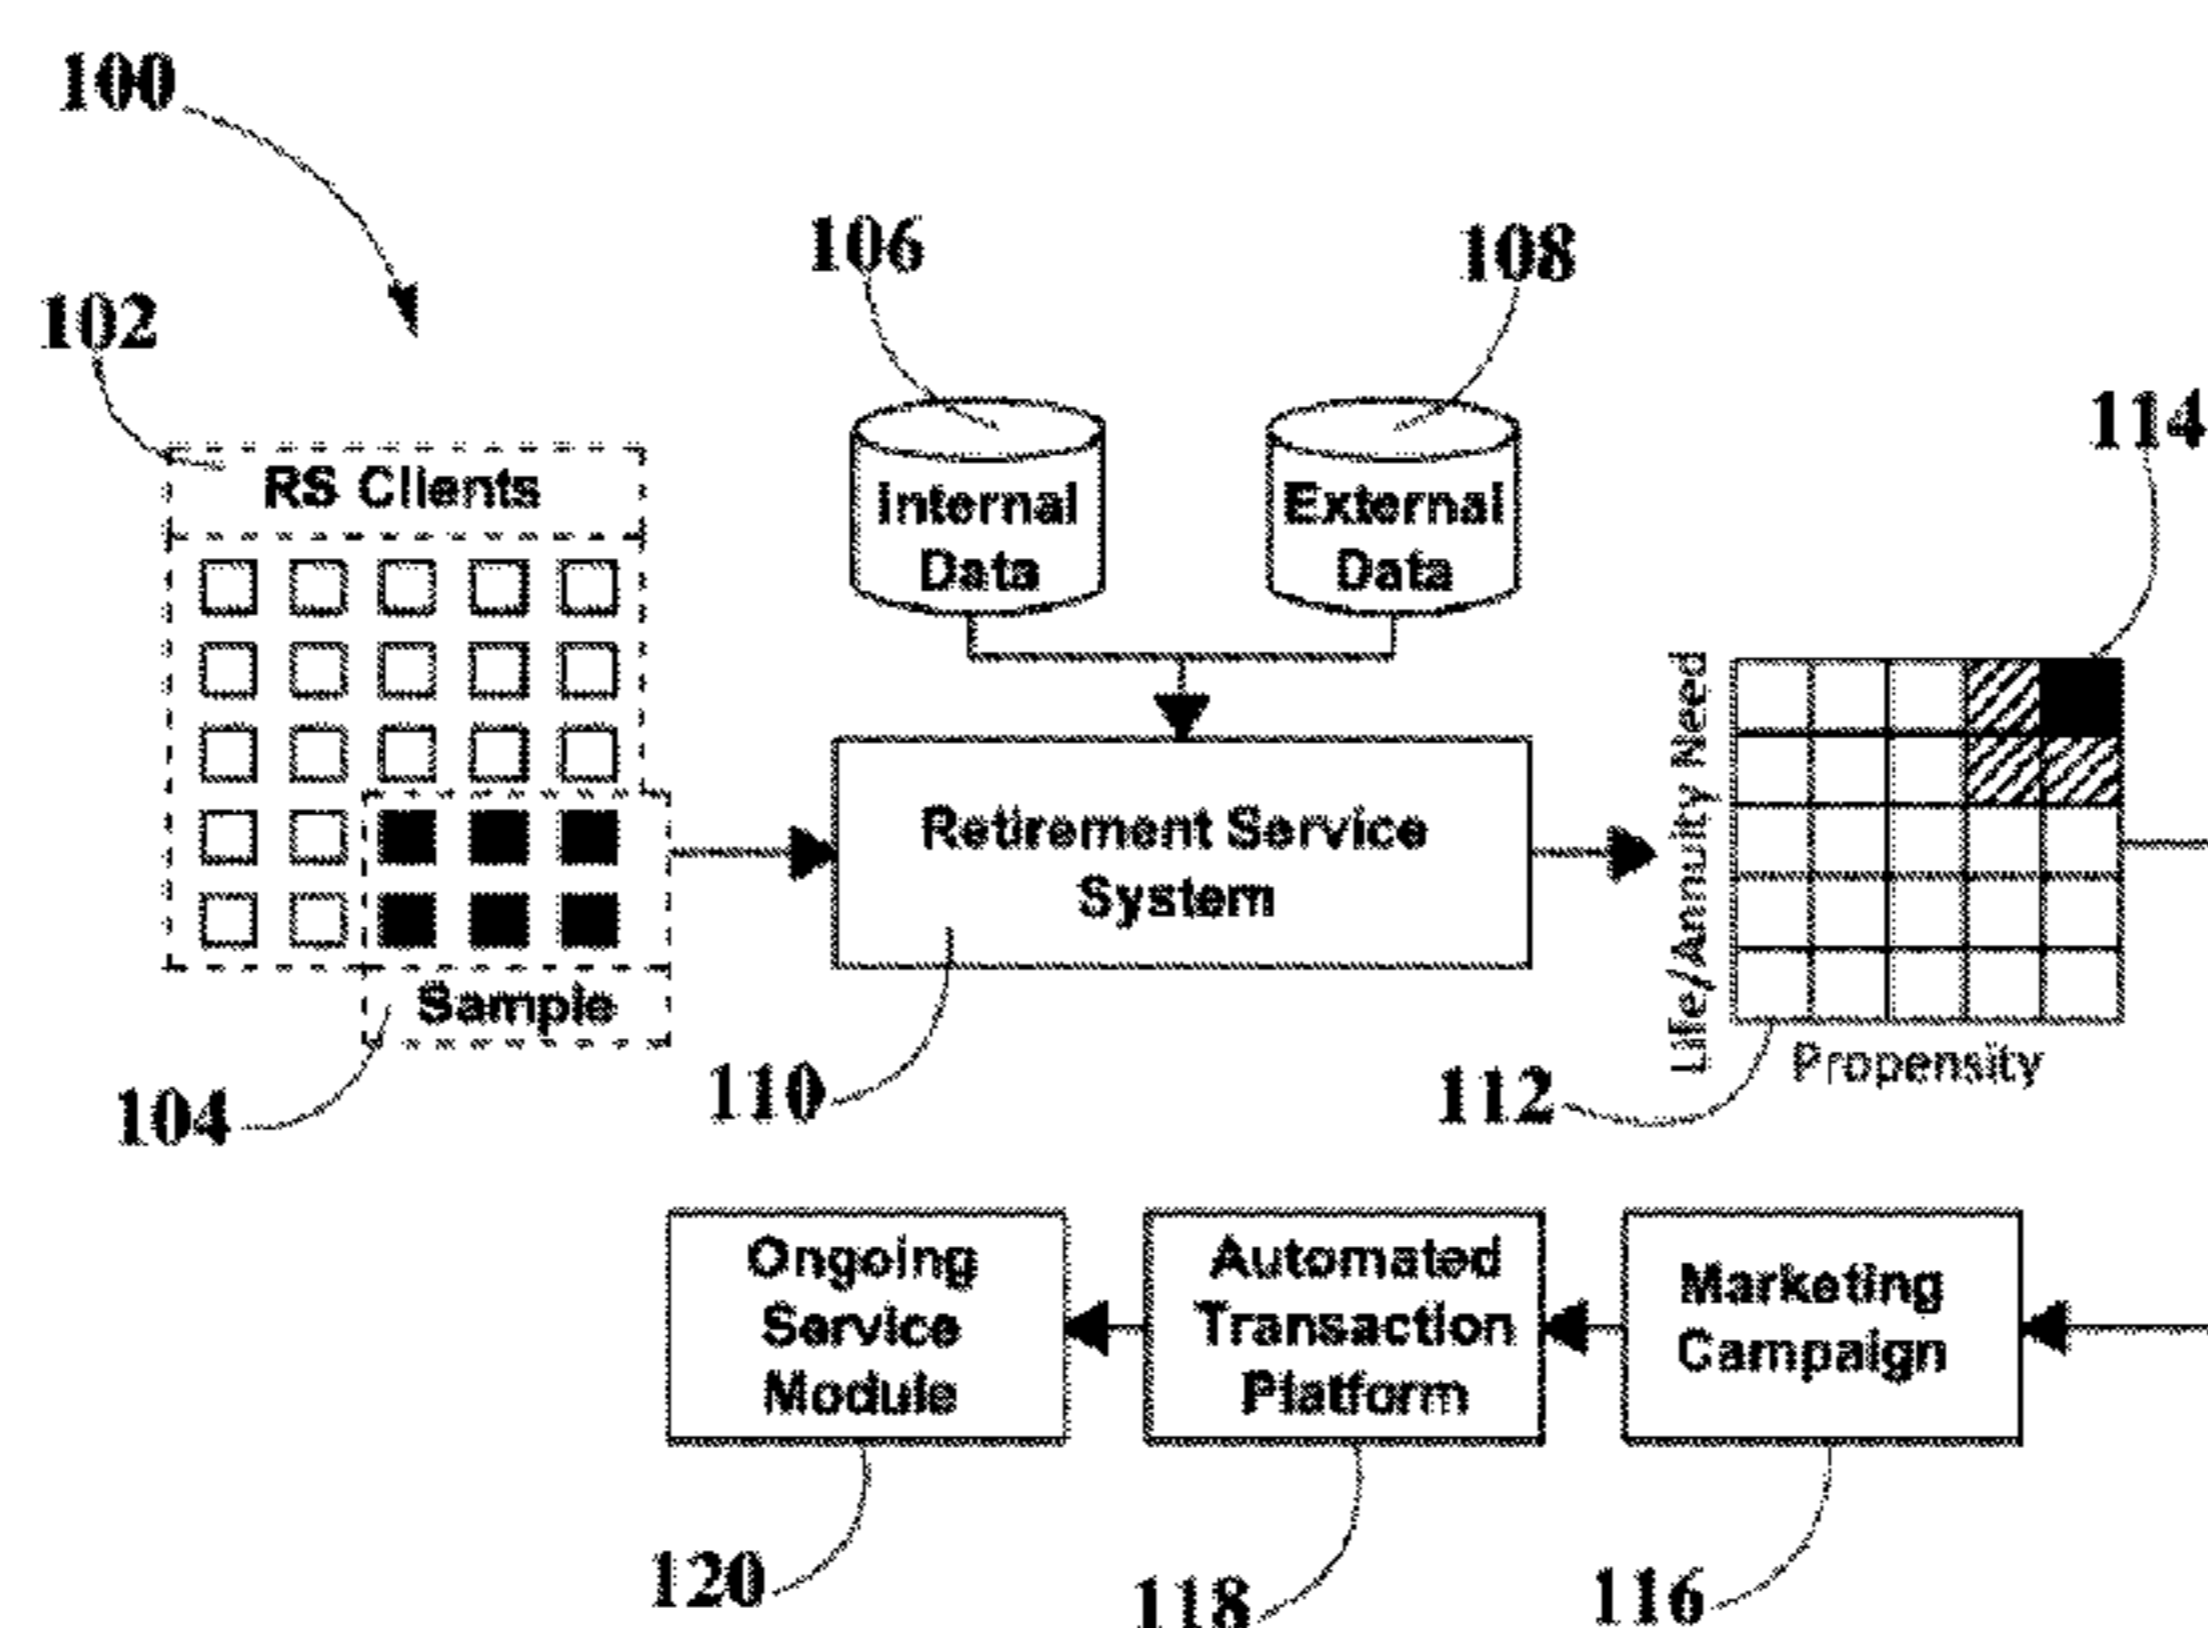 100
106
108
102
114
RS Clients
Internal
Data
External
Data
Life/Annuity Need
Retirement Service
System
Sample
Propensity
104
110
112
Ongoing
Service
Module
Automated
Transaction
Platform
Marketing
Campaign
120
118
116